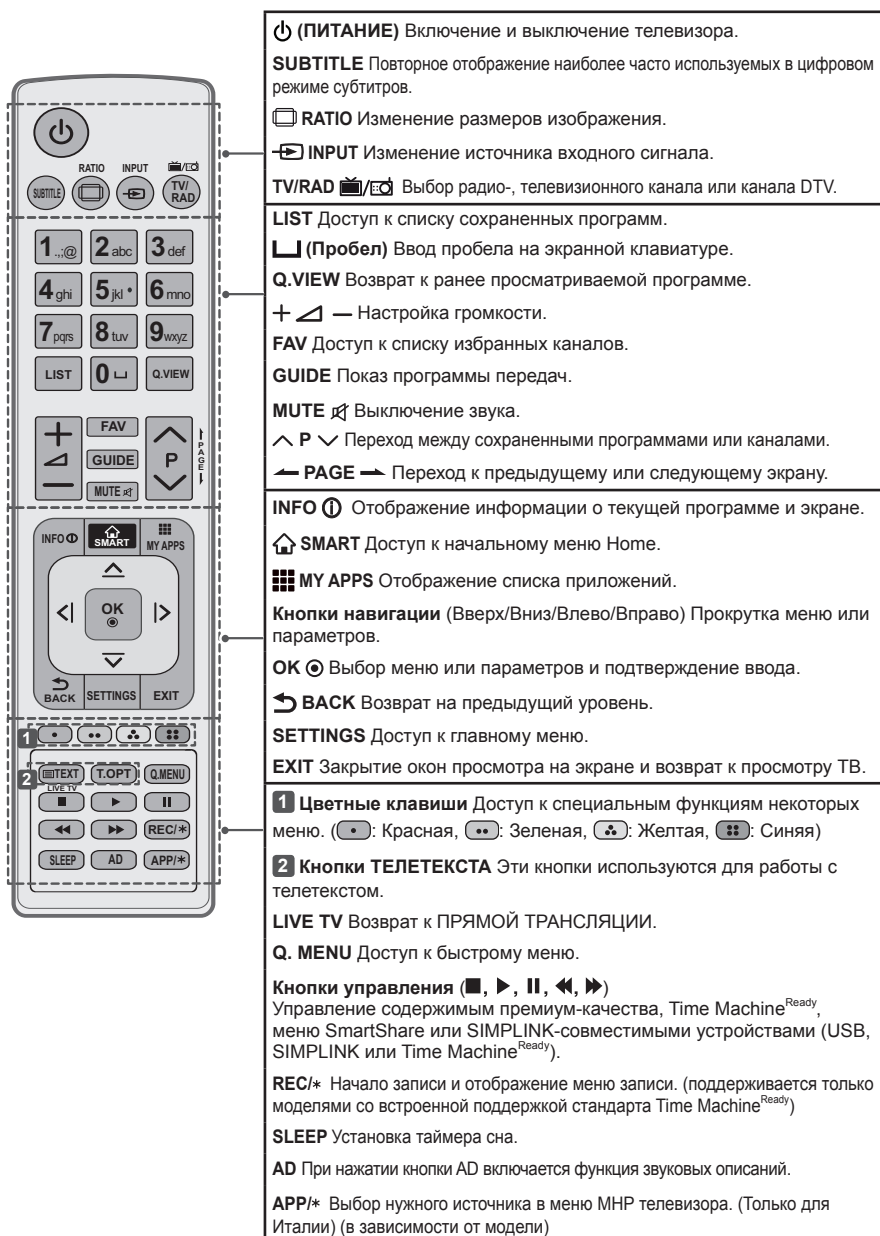 RATIO INPUT
SUBTITLE TV/
RAD
1.,;@ 2abc 3def
4ghi 5jkl 6mno
7pqrs 8tuv 9wxyz
LIST 0 Q.VIEW
+ FAV
GUIDE P PAGE
— MUTE
INFO SMART MY APPS
OK
BACK SETTINGS EXIT
1
2 TEXT T.OPT Q.MENU
LIVE TV
REC/*
SLEEP AD APP/*
(ПИТАНИЕ) Включение и выключение телевизора.
SUBTITLE Повторное отображение наиболее часто используемых в цифровом
режиме субтитров.
RATIO Изменение размеров изображения.
INPUT Изменение источника входного сигнала.
TV/RAD / Выбор радио-, телевизионного канала или канала DTV.
LIST Доступ к списку сохраненных программ.
(Пробел) Ввод пробела на экранной клавиатуре.
Q.VIEW Возврат к ранее просматриваемой программе.
+ — Настройка громкости.
FAV Доступ к списку избранных каналов.
GUIDE Показ программы передач.
MUTE Выключение звука.
P Переход между сохраненными программами или каналами.
PAGE Переход к предыдущему или следующему экрану.
INFO Отображение информации о текущей программе и экране.
SMART Доступ к начальному меню Home.
MY APPS Отображение списка приложений.
Кнопки навигации (Вверх/Вниз/Влево/Вправо) Прокрутка меню или
параметров.
OK Выбор меню или параметров и подтверждение ввода.
BACK Возврат на предыдущий уровень.
SETTINGS Доступ к главному меню.
EXIT Закрытие окон просмотра на экране и возврат к просмотру ТВ.
1 Цветные клавиши Доступ к специальным функциям некоторых
меню. (: Красная, : Зеленая, : Желтая, : Синяя)
2 Кнопки ТЕЛЕТЕКСТА Эти кнопки используются для работы с
телетекстом.
LIVE TV Возврат к ПРЯМОЙ ТРАНСЛЯЦИИ.
Q. MENU Доступ к быстрому меню.
Кнопки управления (■, ▶, II, ◀◀, ▶▶)
Управление содержимым премиум-качества, Time MachineReady,
меню SmartShare или SIMPLINK-совместимыми устройствами (USB,
SIMPLINK или Time MachineReady).
REC/* Начало записи и отображение меню записи. (поддерживается только
моделями со встроенной поддержкой стандарта Time MachineReady)
SLEEP Установка таймера сна.
AD При нажатии кнопки AD включается функция звуковых описаний.
APP/* Выбор нужного источника в меню MHP телевизора. (Только для
Италии) (в зависимости от модели)